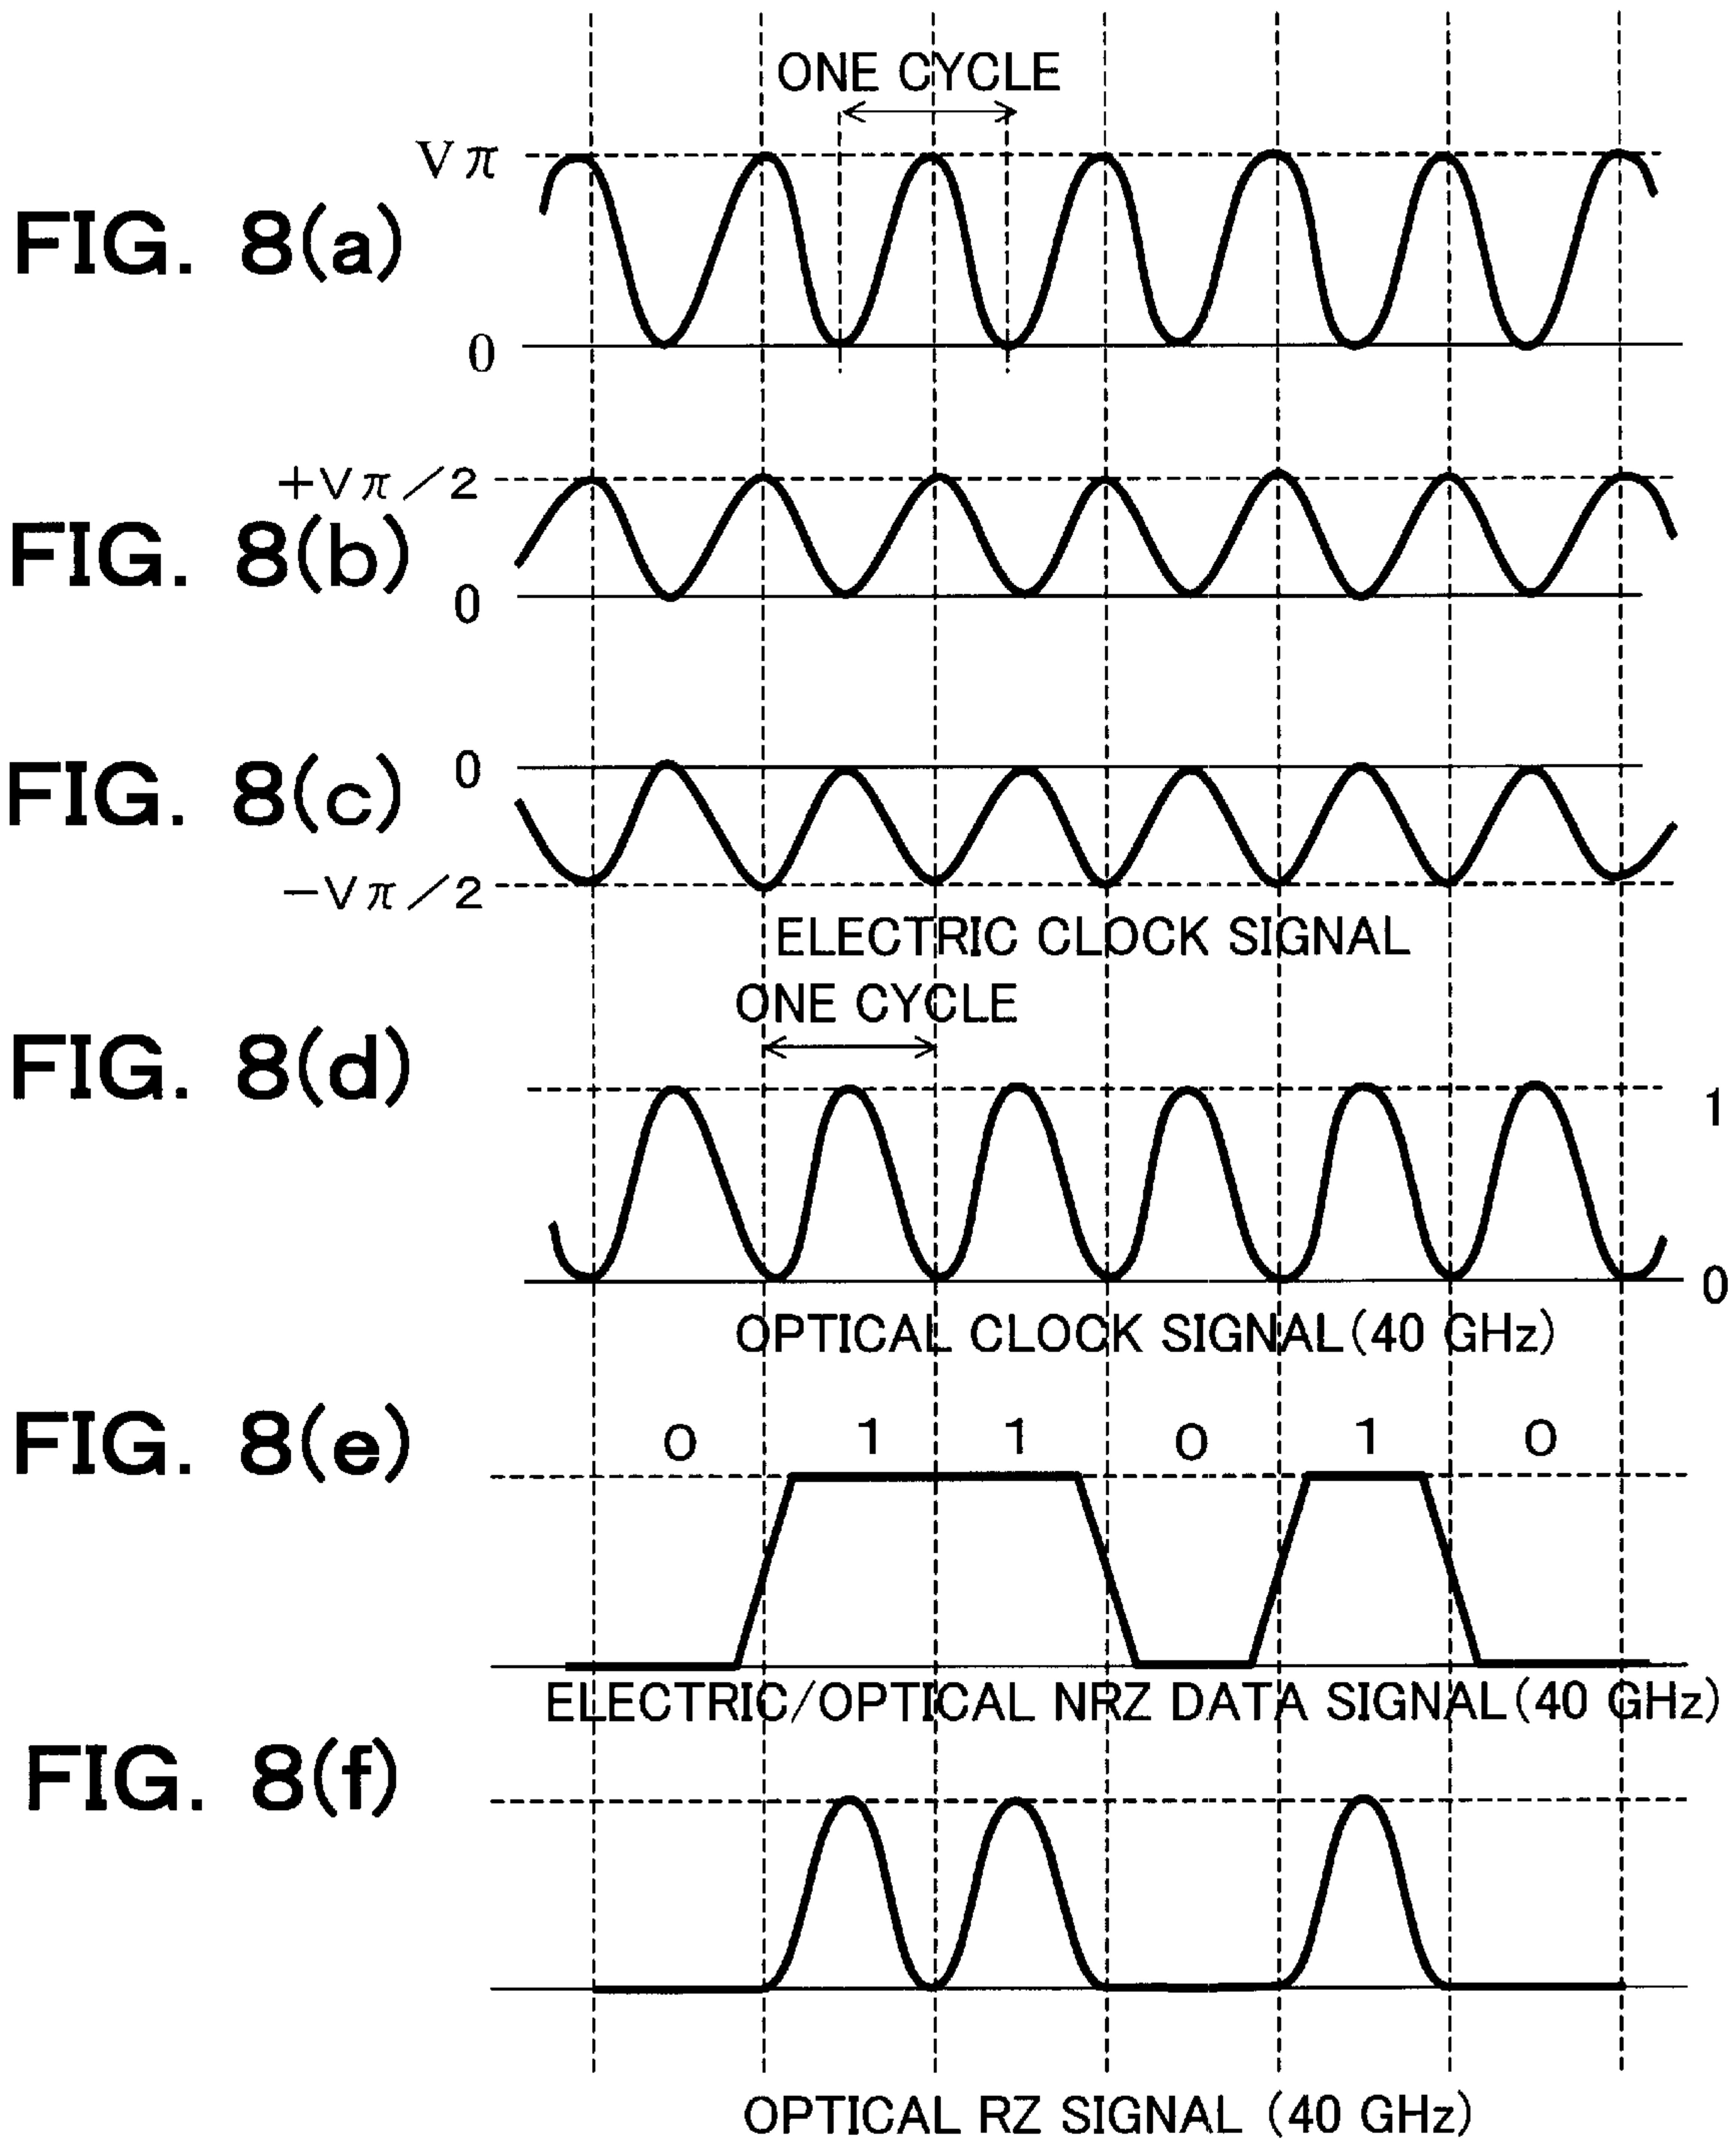 ONE CYCLE
Vπ
FIG. 8(a)
0
+Vπ/2
FIG. 8(b)
0
FIG. 8(c)
0
-Vπ/2
ELECTRIC CLOCK SIGNAL
ONE CYCLE
FIG. 8(d)
1
0
OPTICAL CLOCK SIGNAL(40 GHz)
FIG. 8(e)
0 1 1 0 1 0
ELECTRIC/OPTICAL NRZ DATA SIGNAL(40 GHz)
FIG. 8(f)
OPTICAL RZ SIGNAL (40 GHz)